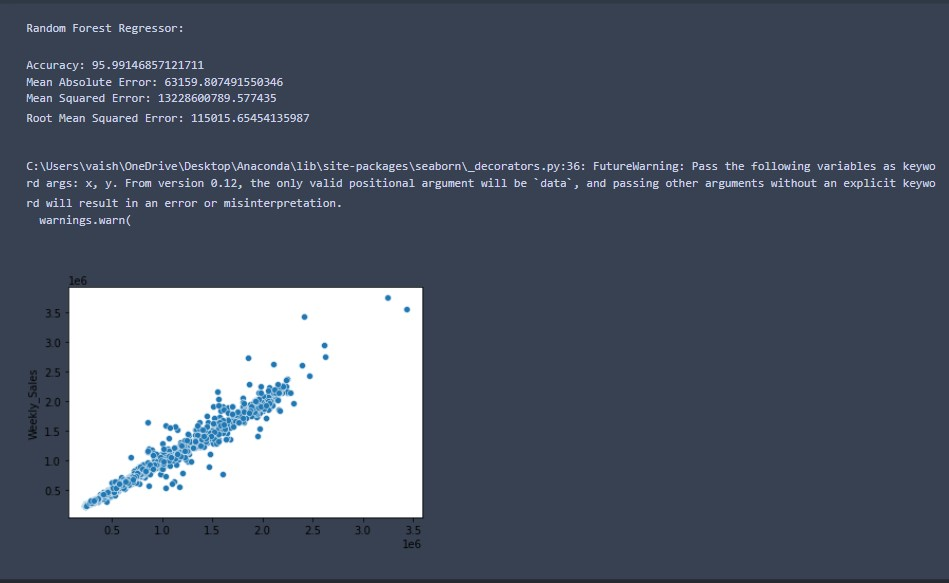 Random Forest Regressor:
Accuracy: 95.99146857121711
Mean Absolute Error: 63159.807491550346
Mean Squared Error: 13228600789.577435
Root Mean Squared Error: 115015.65454135987
C:\Users\vaish\OneDrive\Desktop\Anaconda\lib\site-packages\seaborn\_decorators.py:36: FutureWarning: Pass the following variables as keywo
rd args: x, y. From version 0.12, the only valid positional argument will be `data`, and passing other arguments without an explicit keywo
rd will result in an error or misinterpretation.
warnings.warn(
1e6
3.5
3.0
2.5
2.0
1.5
1.0
0.5
Weekly_Sales
0.5 1.0 1.5 2.0 2.5 3.0 3.5
1e6